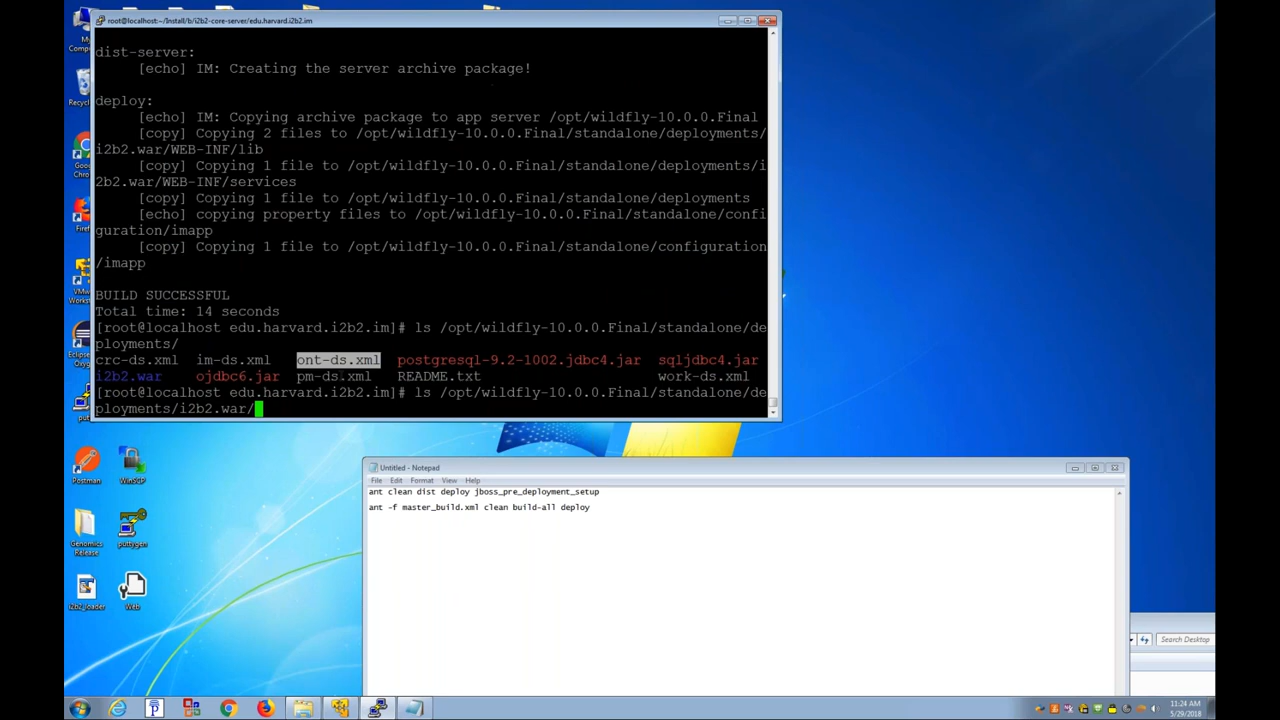 root@localhost:~/Install/b/i2b2-core-server/edu.harvard.i2b2.im
dist-server:
[echo] IM: Creating the server archive package!
deploy:
[echo] IM: Copying archive package to app server /opt/wildfly-10.0.0.Final
[copy] Copying 2 files to /opt/wildfly-10.0.0.Final/standalone/deployments/
i2b2.war/WEB-INF/lib
[copy] Copying 1 file to /opt/wildfly-10.0.0.Final/standalone/deployments/i
2b2.war/WEB-INF/services
[copy] Copying 1 file to /opt/wildfly-10.0.0.Final/standalone/deployments
[echo] copying property files to /opt/wildfly-10.0.0.Final/standalone/confi
guration/imapp
[copy] Copying 1 file to /opt/wildfly-10.0.0.Final/standalone/configuration
/imapp
BUILD SUCCESSFUL
Total time: 14 seconds
[root@localhost edu.harvard.i2b2.im]# ls /opt/wildfly-10.0.0.Final/standalone/de
ployments/
crc-ds.xml im-ds.xml ont-ds.xml postgresql-9.2-1002.jdbc4.jar sqljdbc4.jar
i2b2.war ojdbc6.jar pm-ds.xml README.txt work-ds.xml
[root@localhost edu.harvard.i2b2.im]# ls /opt/wildfly-10.0.0.Final/standalone/de
ployments/i2b2.war/
Untitled - Notepad
File Edit Format View Help
ant clean dist deploy jboss_pre_deployment_setup
ant -f master_build.xml clean build-all deploy
Postman
WinSCP
Genomics
Release
puttygen
i2b2_loader
Web
Search Desktop
11:24 AM
5/29/2018